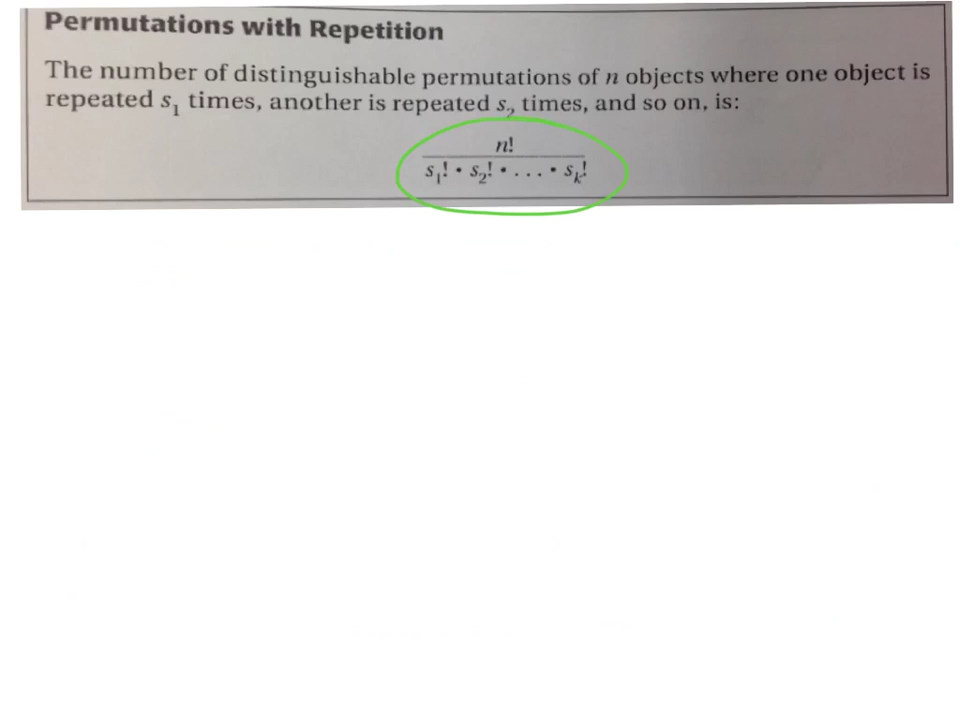 Permutations with Repetition
The number of distinguishable permutations of n objects where one object is
repeated s₁ times, another is repeated s₂ times, and so on, is:
n!
s₁! • s₂! • . . . • sₖ!